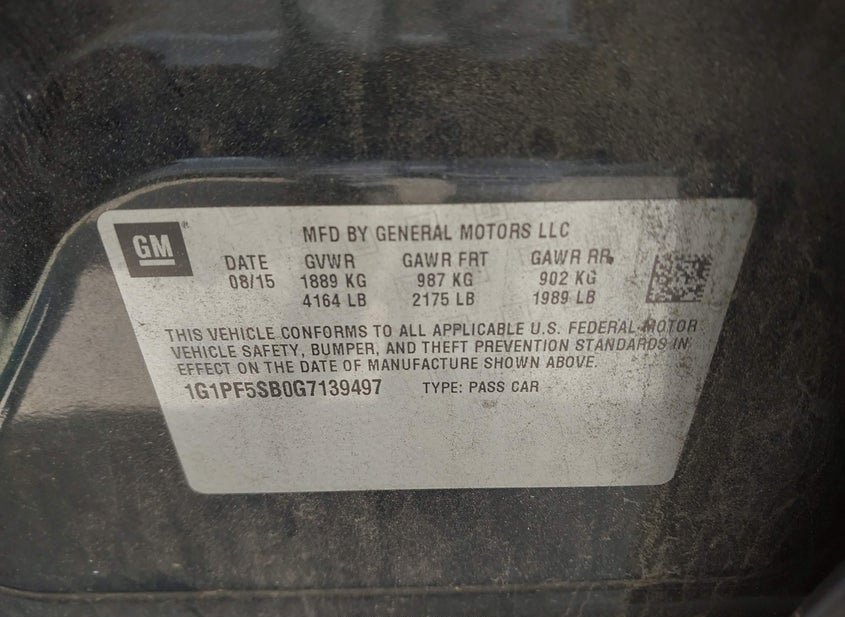 GM ® MFD BY GENERAL MOTORS LLC
DATE GVWR GAWR FRT GAWR RR
08/15 1889 KG 987 KG 902 KG
4164 LB 2175 LB 1989 LB
THIS VEHICLE CONFORMS TO ALL APPLICABLE U.S. FEDERAL MOTOR
VEHICLE SAFETY, BUMPER, AND THEFT PREVENTION STANDARDS IN
EFFECT ON THE DATE OF MANUFACTURE SHOWN ABOVE.
1G1PF5SB0G7139497 TYPE: PASS CAR